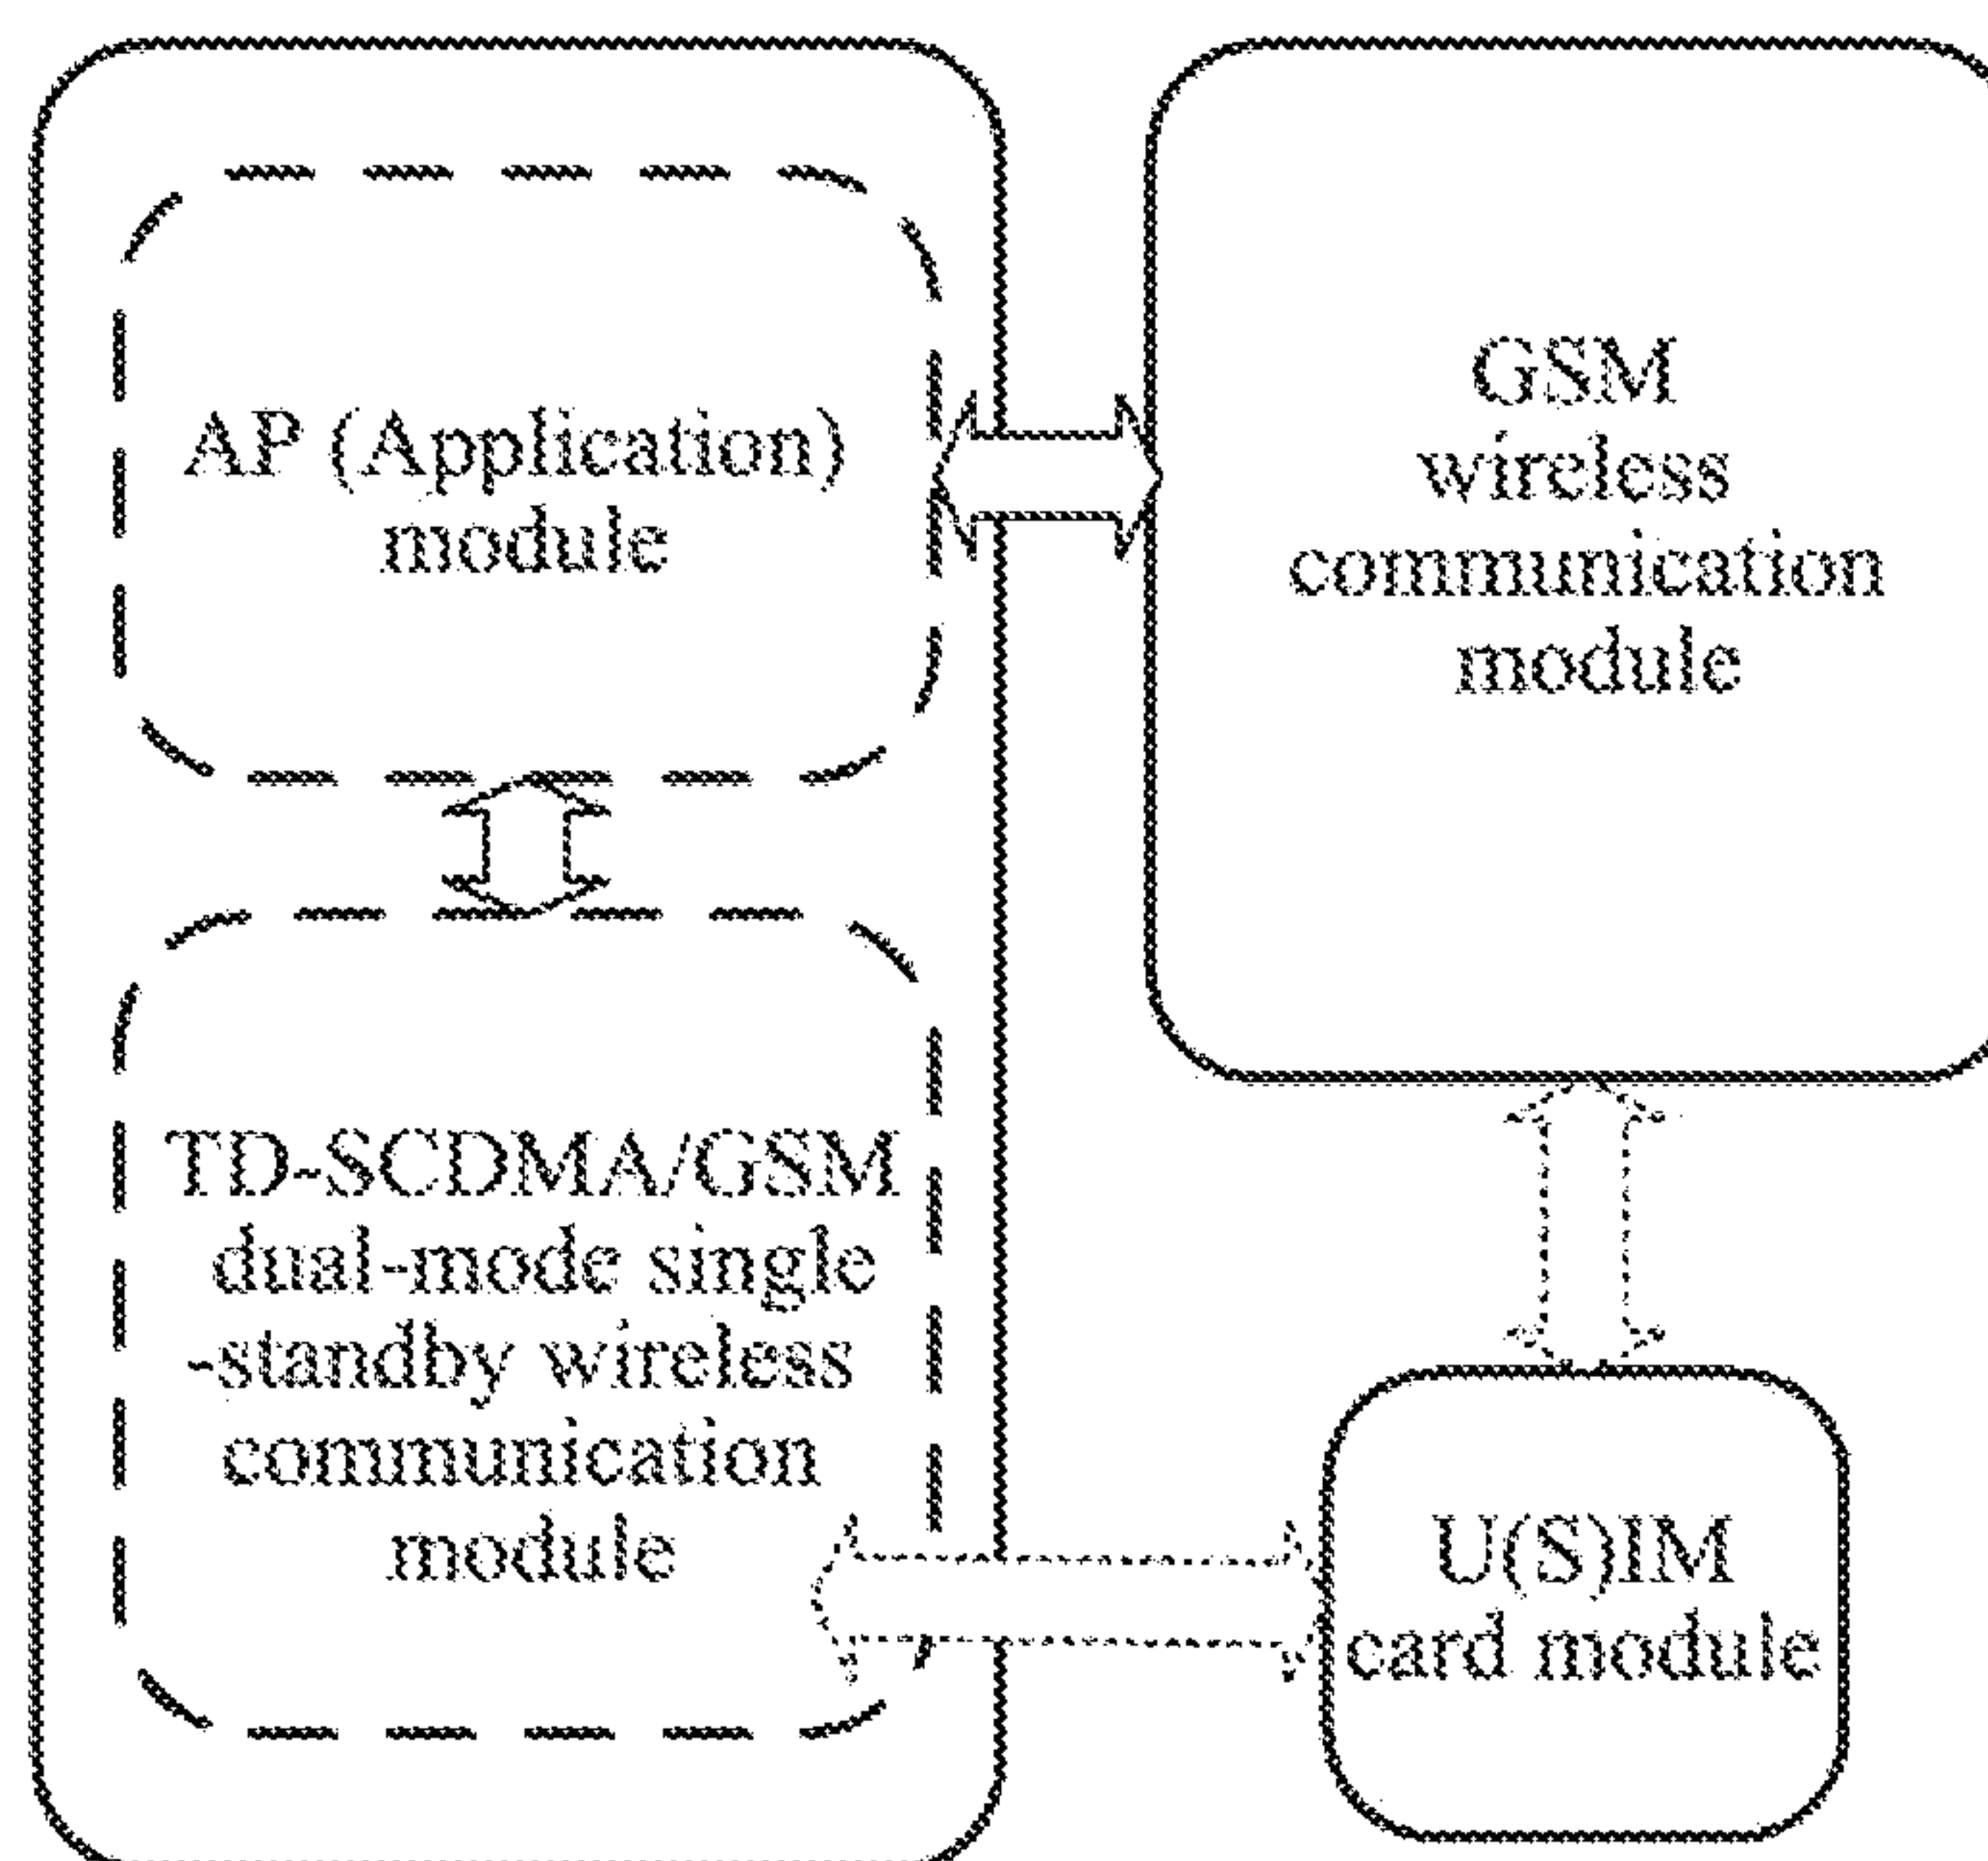 AP (Application)
module
GSM
wireless
communication
module
TD-SCDMA/GSM
dual-mode single
-standby wireless
communication
module
U(S)IM
card module